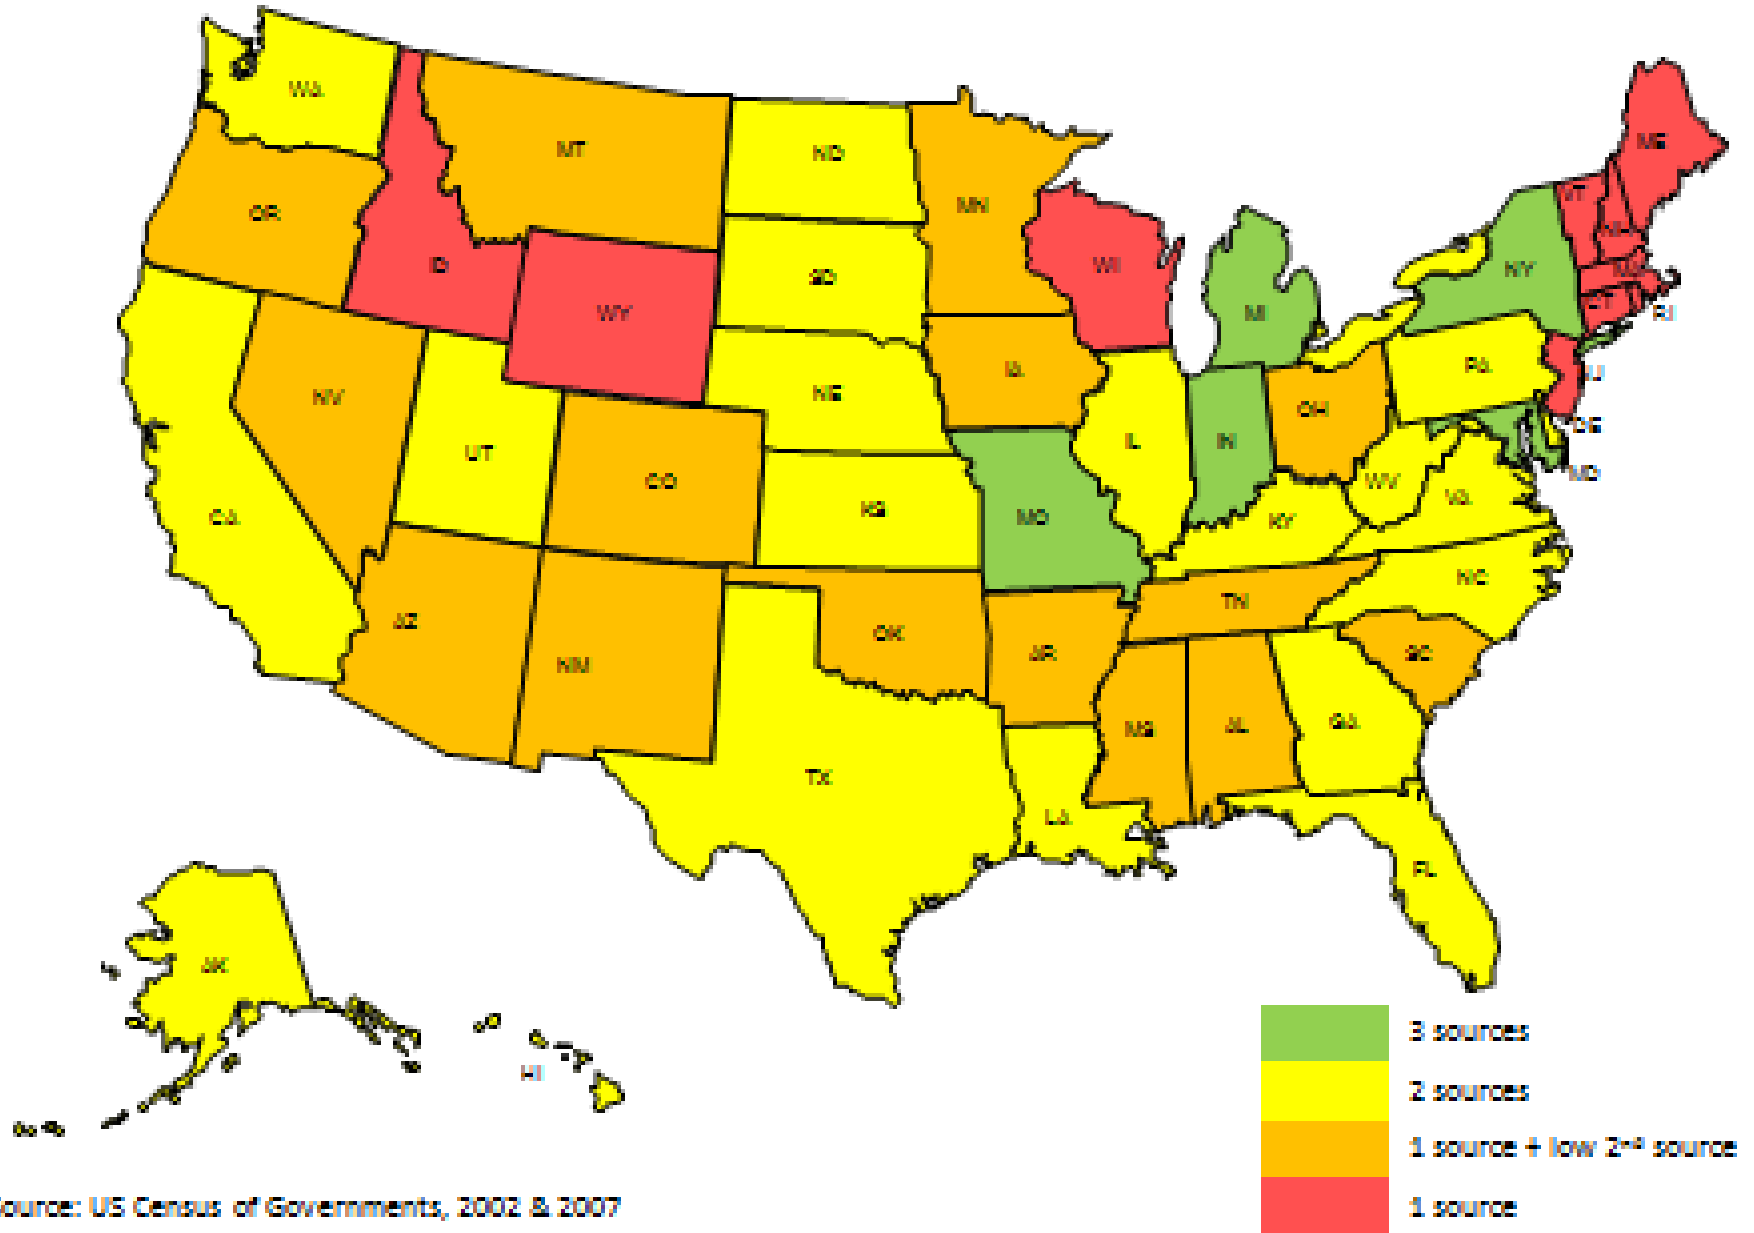 WA
MT
ND
ME
OR
MN
VT
NH
ID
WI
NY
MA
SD
WY
MI
CT
RI
IA
PA
NJ
NV
NE
OH
DE
UT
IL
IN
CO
WV
MD
KS
VA
CA
MO
KY
NC
AZ
TN
OK
AR
SC
NM
MS
AL
GA
TX
LA
FL
AK
HI
3 sources
2 sources
1 source + low 2nd source
1 source
ource: US Census of Governments, 2002 & 2007